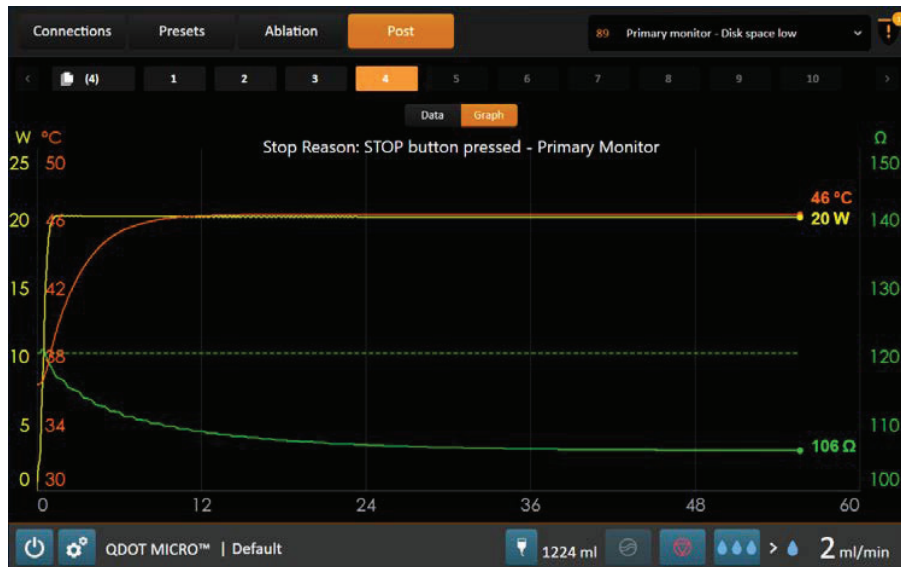 Connections Presets Ablation Post 89 Primary monitor - Disk space low
(4) 1 2 3 4 5 6 7 8 9 10
Data Graph
Stop Reason: STOP button pressed - Primary Monitor
W °C Ω
25 50 150
46 °C
20 46 20 W 140
15 42 130
10 38 120
5 34 110
106 Ω
0 30 100
0 12 24 36 48 60
QDOT MICRO™ | Default 1224 ml > 2 ml/min